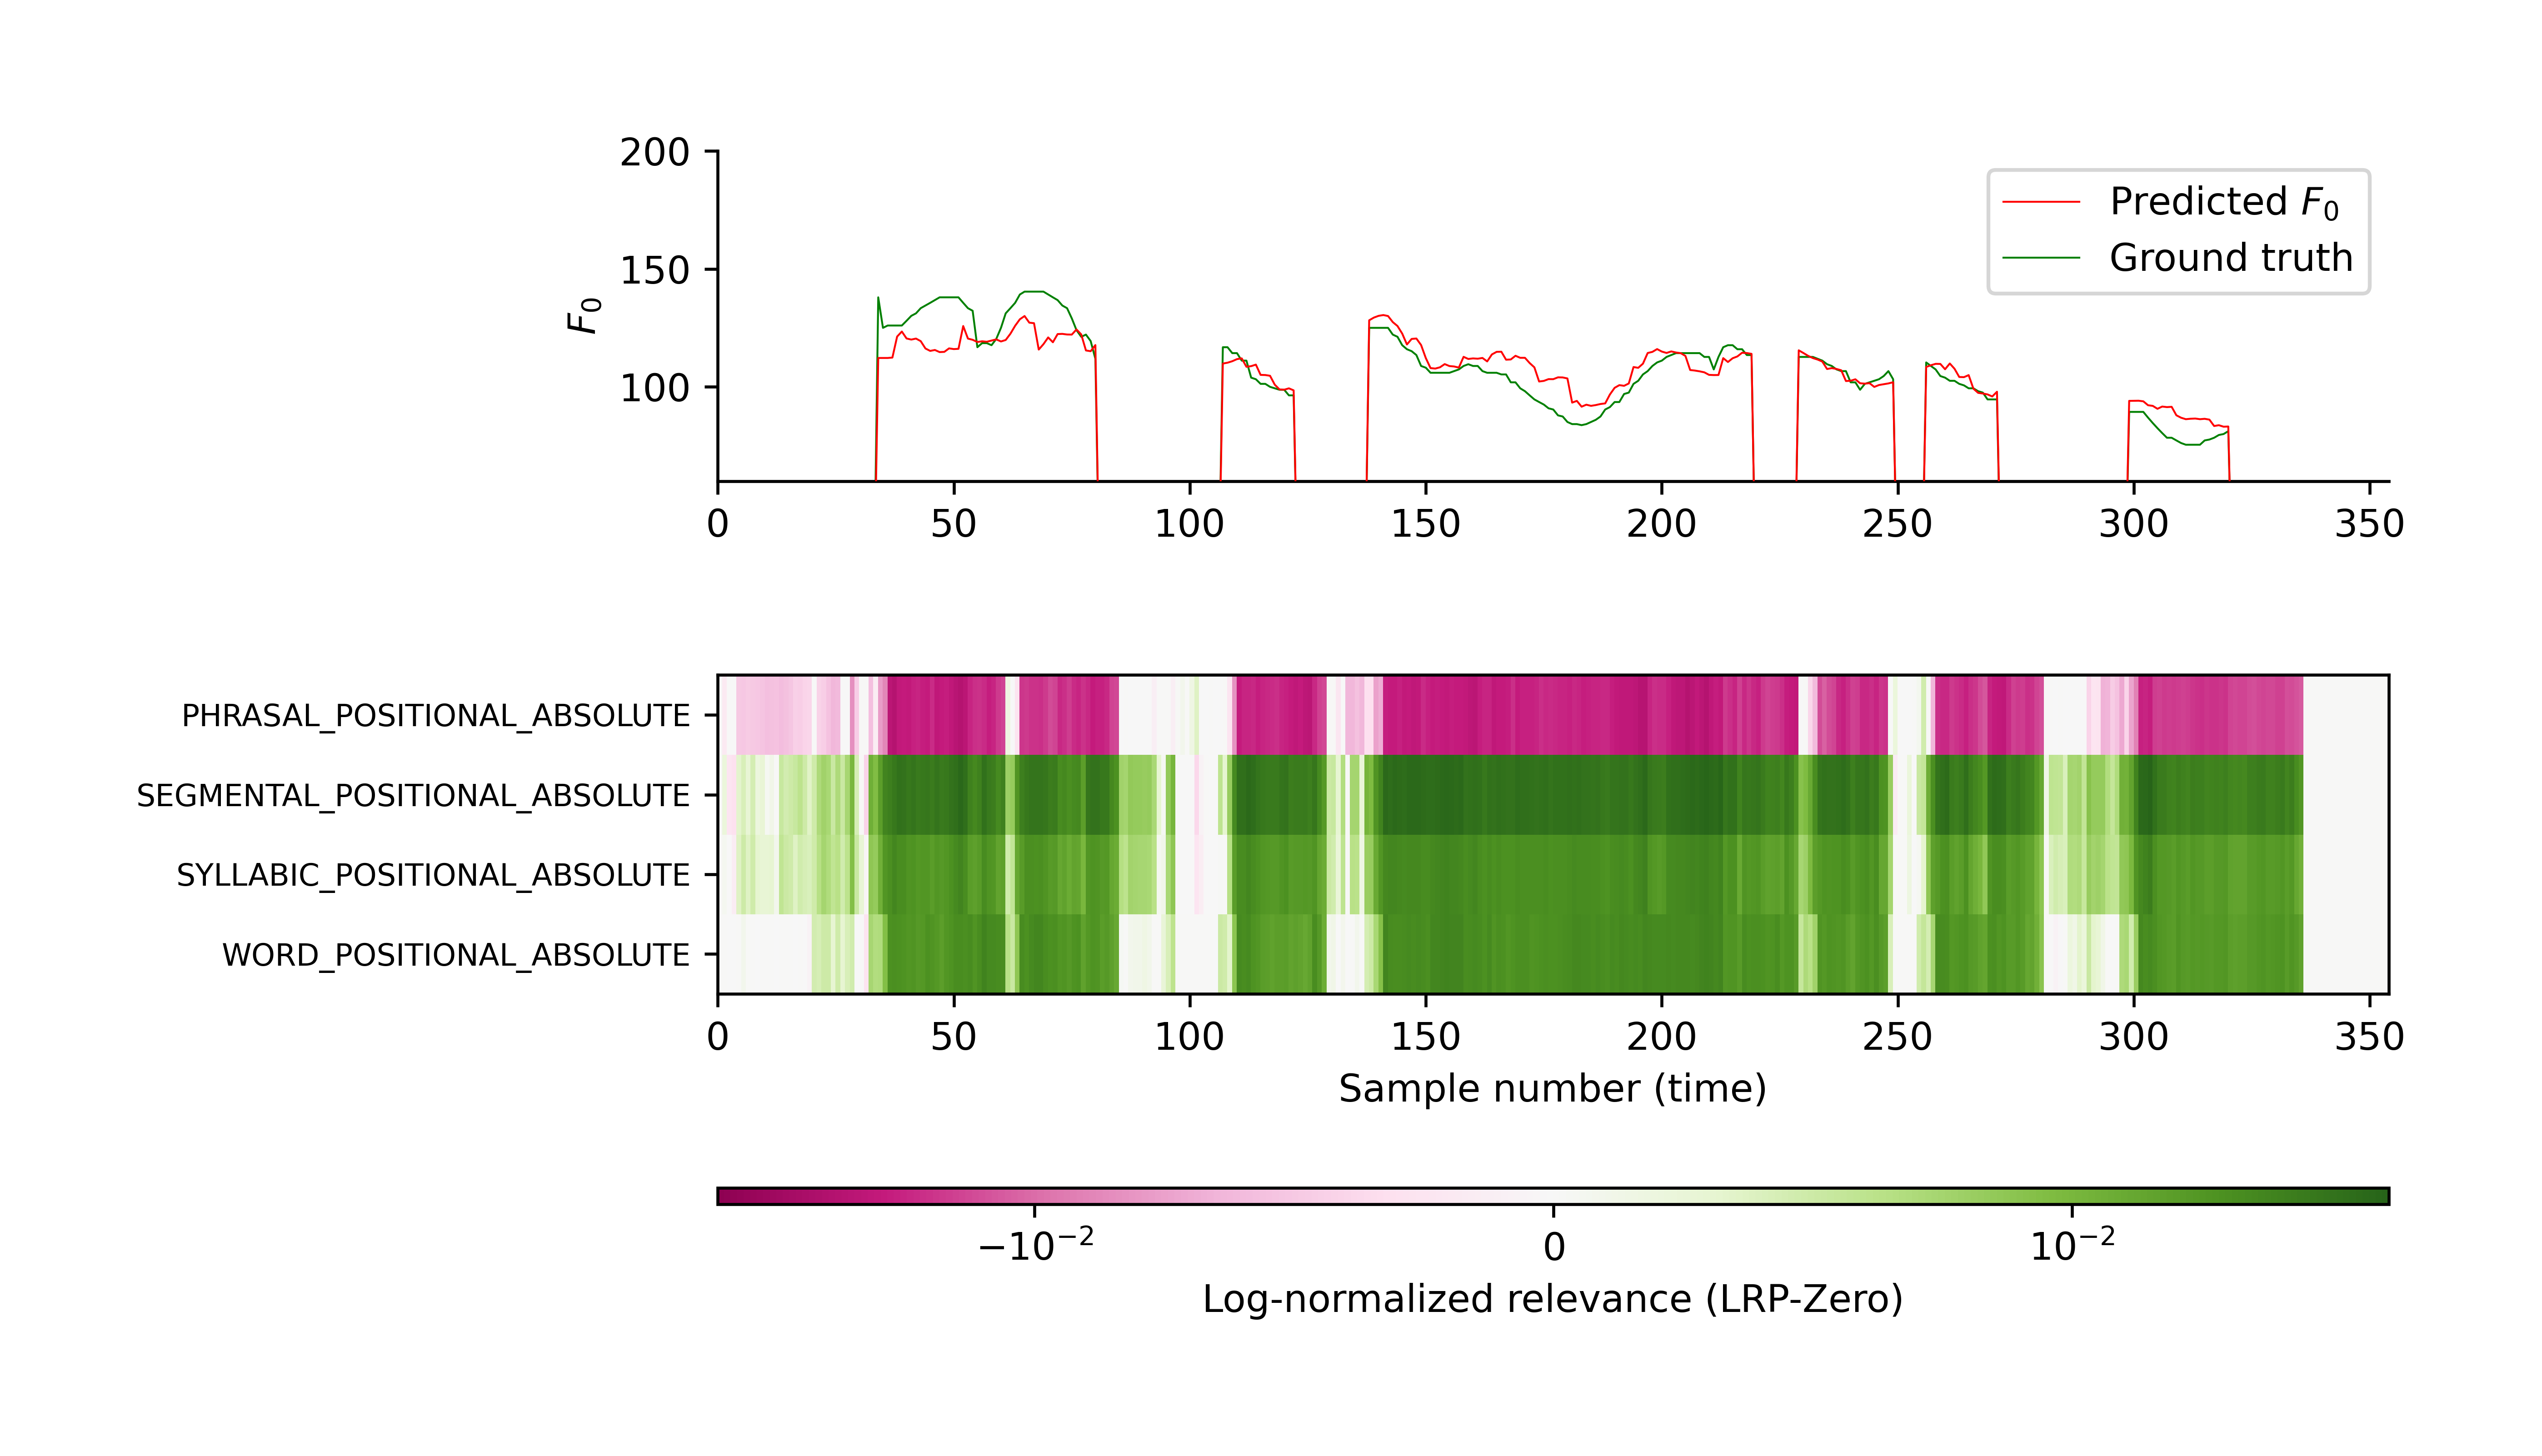 200
150
100
F0
Predicted F0
Ground truth
0 50 100 150 200 250 300 350
PHRASAL_POSITIONAL_ABSOLUTE
SEGMENTAL_POSITIONAL_ABSOLUTE
SYLLABIC_POSITIONAL_ABSOLUTE
WORD_POSITIONAL_ABSOLUTE
0 50 100 150 200 250 300 350
Sample number (time)
−10⁻² 0 10⁻²
Log-normalized relevance (LRP-Zero)